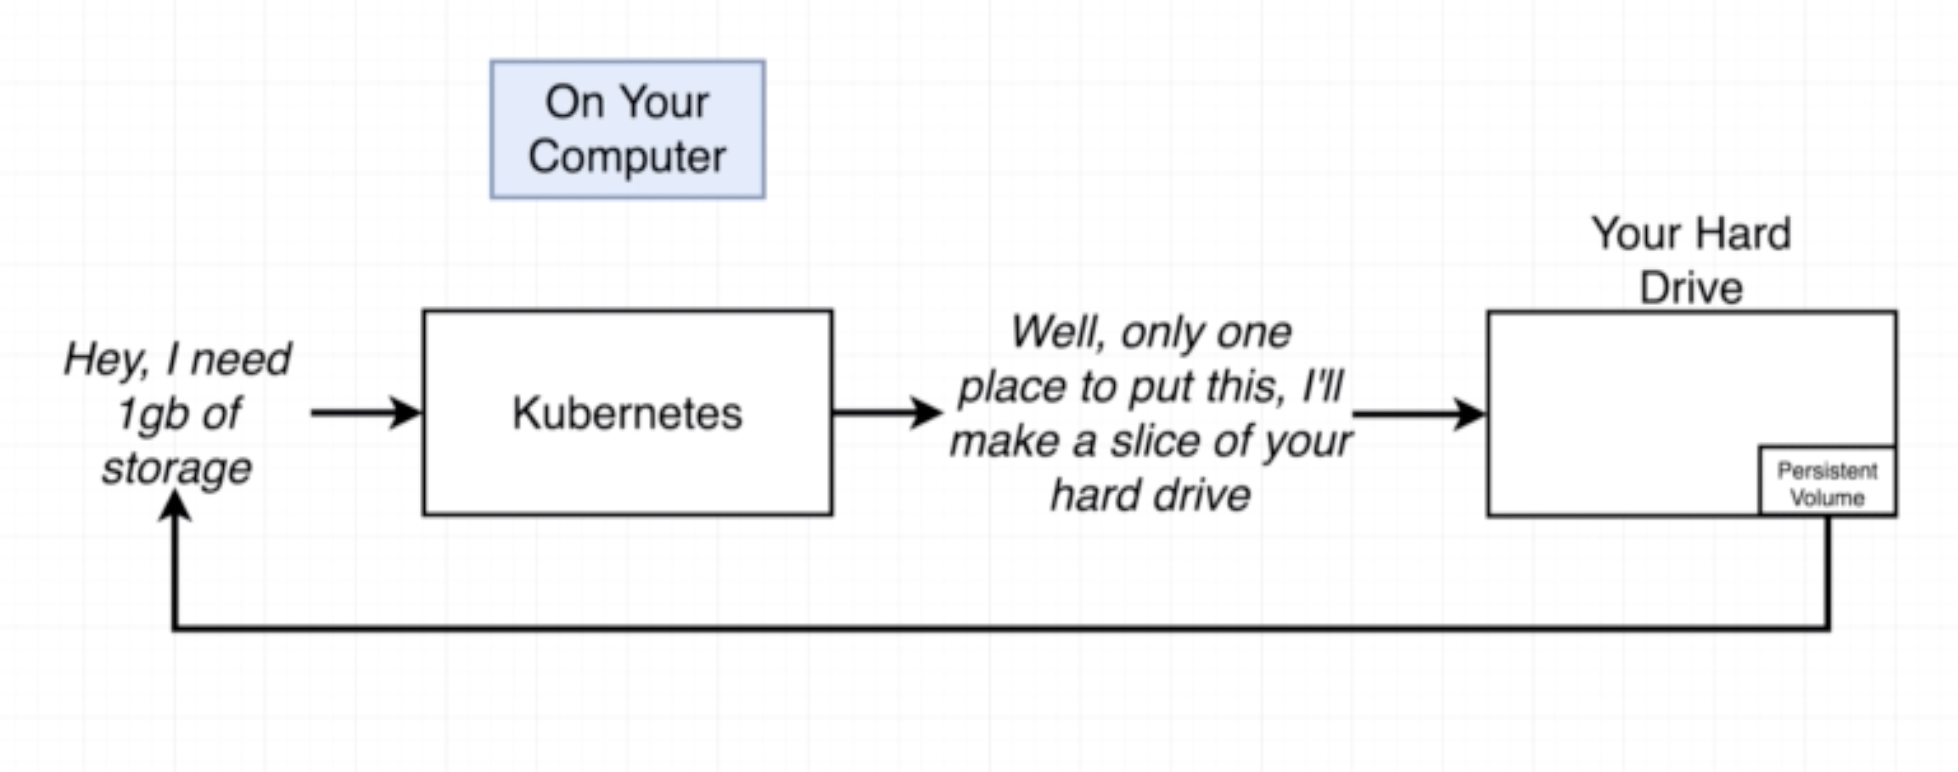 On Your
Computer
Your Hard
Drive
Hey, I need
1gb of
storage
Kubernetes
Well, only one
place to put this, I'll
make a slice of your
hard drive
Persistent
Volume